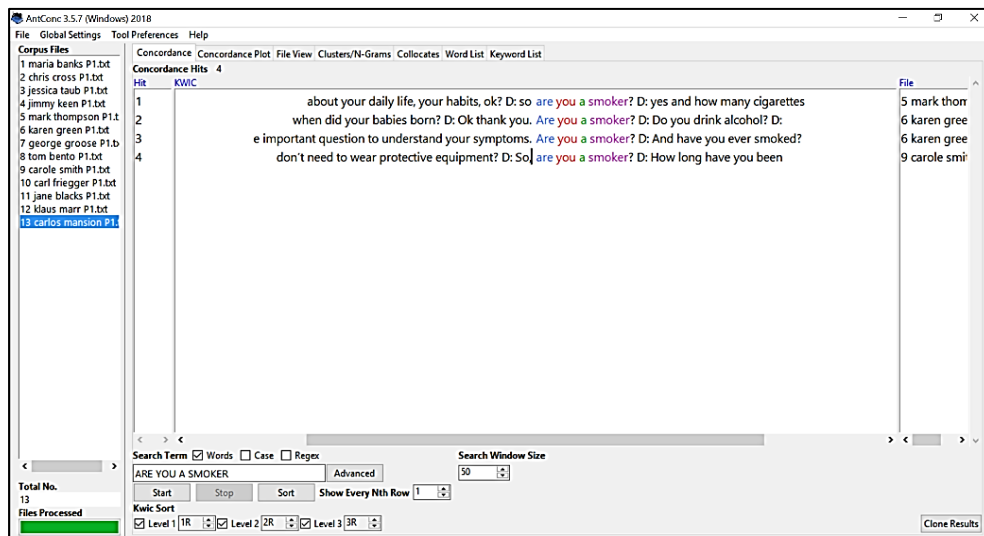 AntConc 3.5.7 (Windows) 2018
File Global Settings Tool Preferences Help
Corpus Files
1 maria banks P1.txt
2 chris cross P1.txt
3 jessica taub P1.txt
4 jimmy keen P1.txt
5 mark thompson P1.t
6 karen green P1.txt
7 george groose P1.t
8 tom bento P1.txt
9 carole smith P1.txt
10 carl friegger P1.txt
11 jane blacks P1.txt
12 klaus marr P1.txt
13 carlos mansion P1.
Total No.
13
Files Processed
Concordance Concordance Plot File View Clusters/N-Grams Collocates Word List Keyword List
Concordance Hits 4
Hit KWIC File
1 about your daily life, your habits, ok? D: so are you a smoker? D: yes and how many cigarettes 5 mark thom
2 when did your babies born? D: Ok thank you. Are you a smoker? D: Do you drink alcohol? D: 6 karen gree
3 e important question to understand your symptoms. Are you a smoker? D: And have you ever smoked? 6 karen gree
4 don´t need to wear protective equipment? D: So, are you a smoker? D: How long have you been 9 carole smi
Search Term Words Case Regex Search Window Size
ARE YOU A SMOKER Advanced 50
Start Stop Sort Show Every Nth Row 1
Kwic Sort
Level 1 1R Level 2 2R Level 3 3R Clone Results